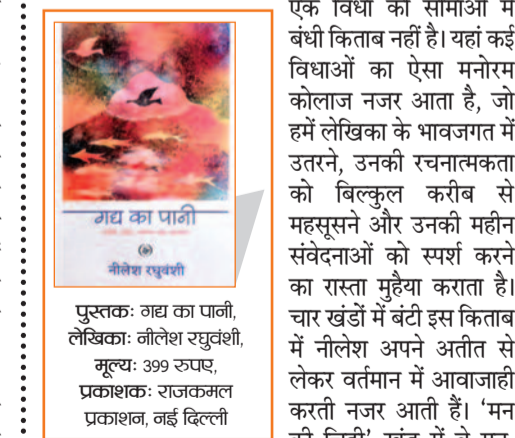 गद्य का पानी
नीलेश रघुवंशी
पुस्तकः गद्य का पानी,
लेखिकाः नीलेश रघुवंशी,
मूल्यः 399 रुपए,
प्रकाशकः राजकमल
प्रकाशन, नई दिल्ली
एक विधा की सीमाओं में
बंधी किताब नहीं है। यहां कई
विधाओं का ऐसा मनोरम
कोलाज नजर आता है, जो
हमें लेखिका के भावजगत में
उतरने, उनकी रचनात्मकता
को बिल्कुल करीब से
महसूसने और उनकी महीन
संवेदनाओं को स्पर्श करने
का रास्ता मुहैया कराता है।
चार खंडों में बंटी इस किताब
में नीलेश अपने अतीत से
लेकर वर्तमान में आवाजाही
करती नजर आती हैं। ‘मन